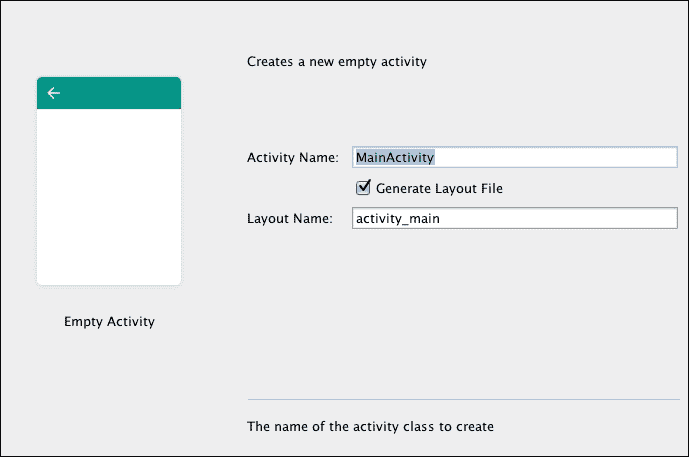 Creates a new empty activity
Activity Name: MainActivity
Generate Layout File
Layout Name: activity_main
Empty Activity
The name of the activity class to create